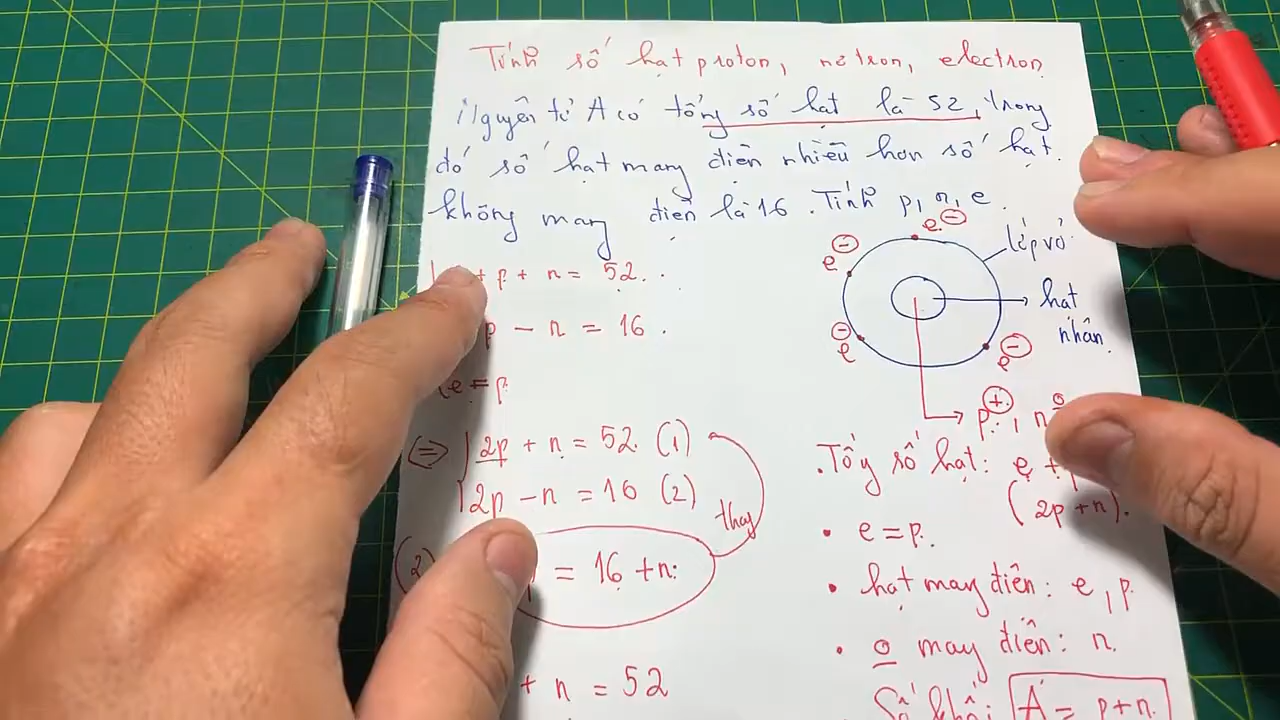 Tính số hạt proton, nơtron, electron
Nguyên tử A có tổng số hạt là 52, trong
đó số hạt mang điện nhiều hơn số hạt
không mang điện là 16. Tính p, n, e.
+ p + n = 52.
p - n = 16.
e = p
⇔ 2p + n = 52 (1)
2p - n = 16 (2)
thay
(2)
= 16 + n
+ n = 52
e ⊖
e ⊖
e ⊖
e ⊖
lớp vỏ
hạt
nhân
p ⊕, n
.Tổng số hạt: e +
(2p + n).
• e = p.
• hạt mang điện: e, p
• o mang điện: n.
Số khối: A = p + n.